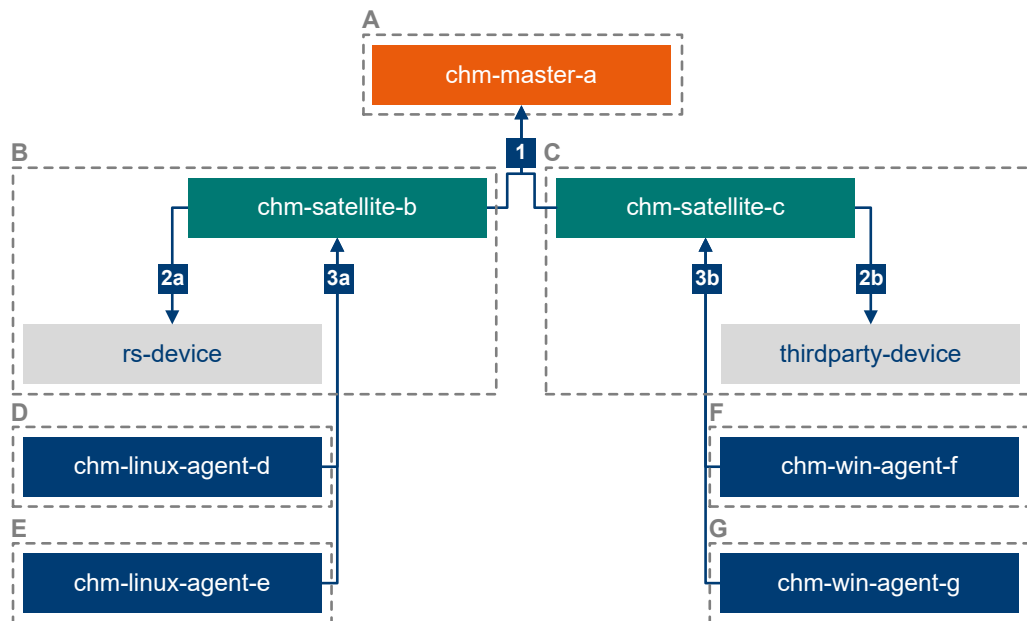 A
chm-master-a
B
1
C
chm-satellite-b
chm-satellite-c
2a
3a
3b
2b
rs-device
thirdparty-device
D
F
chm-linux-agent-d
chm-win-agent-f
E
G
chm-linux-agent-e
chm-win-agent-g